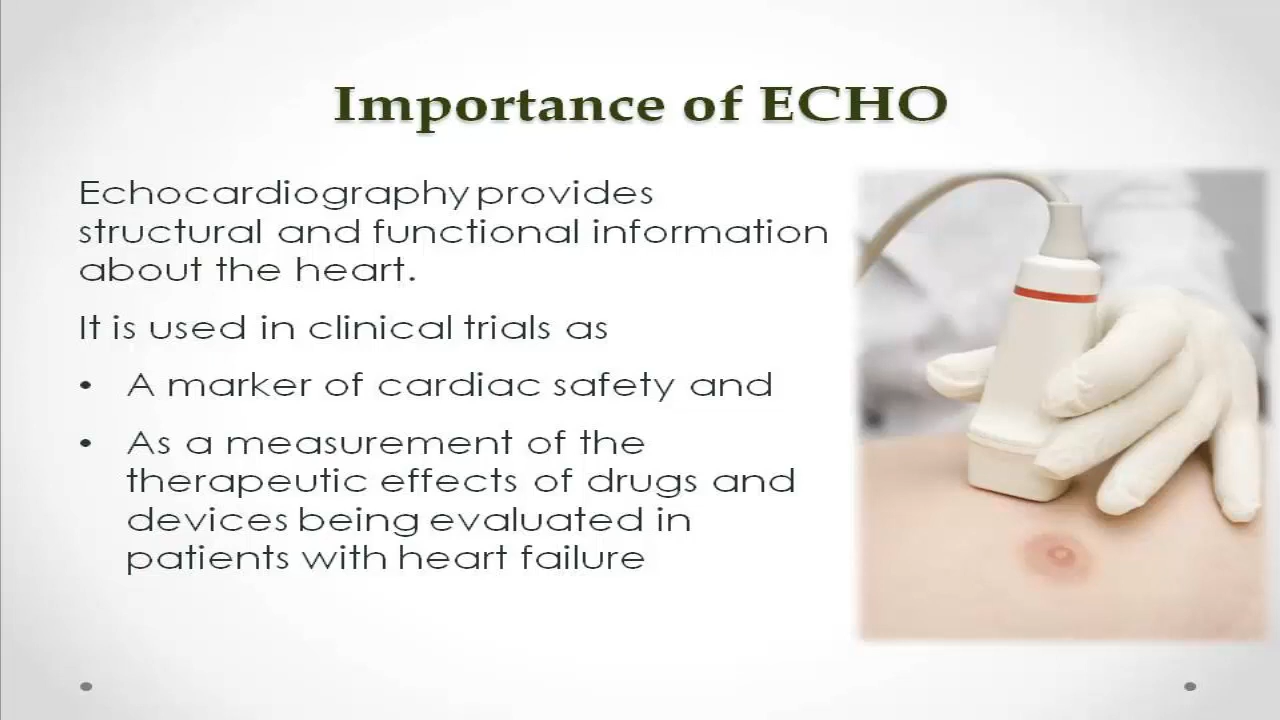 Importance of ECHO
Echocardiography provides
structural and functional information
about the heart.
It is used in clinical trials as
• A marker of cardiac safety and
• As a measurement of the
therapeutic effects of drugs and
devices being evaluated in
patients with heart failure